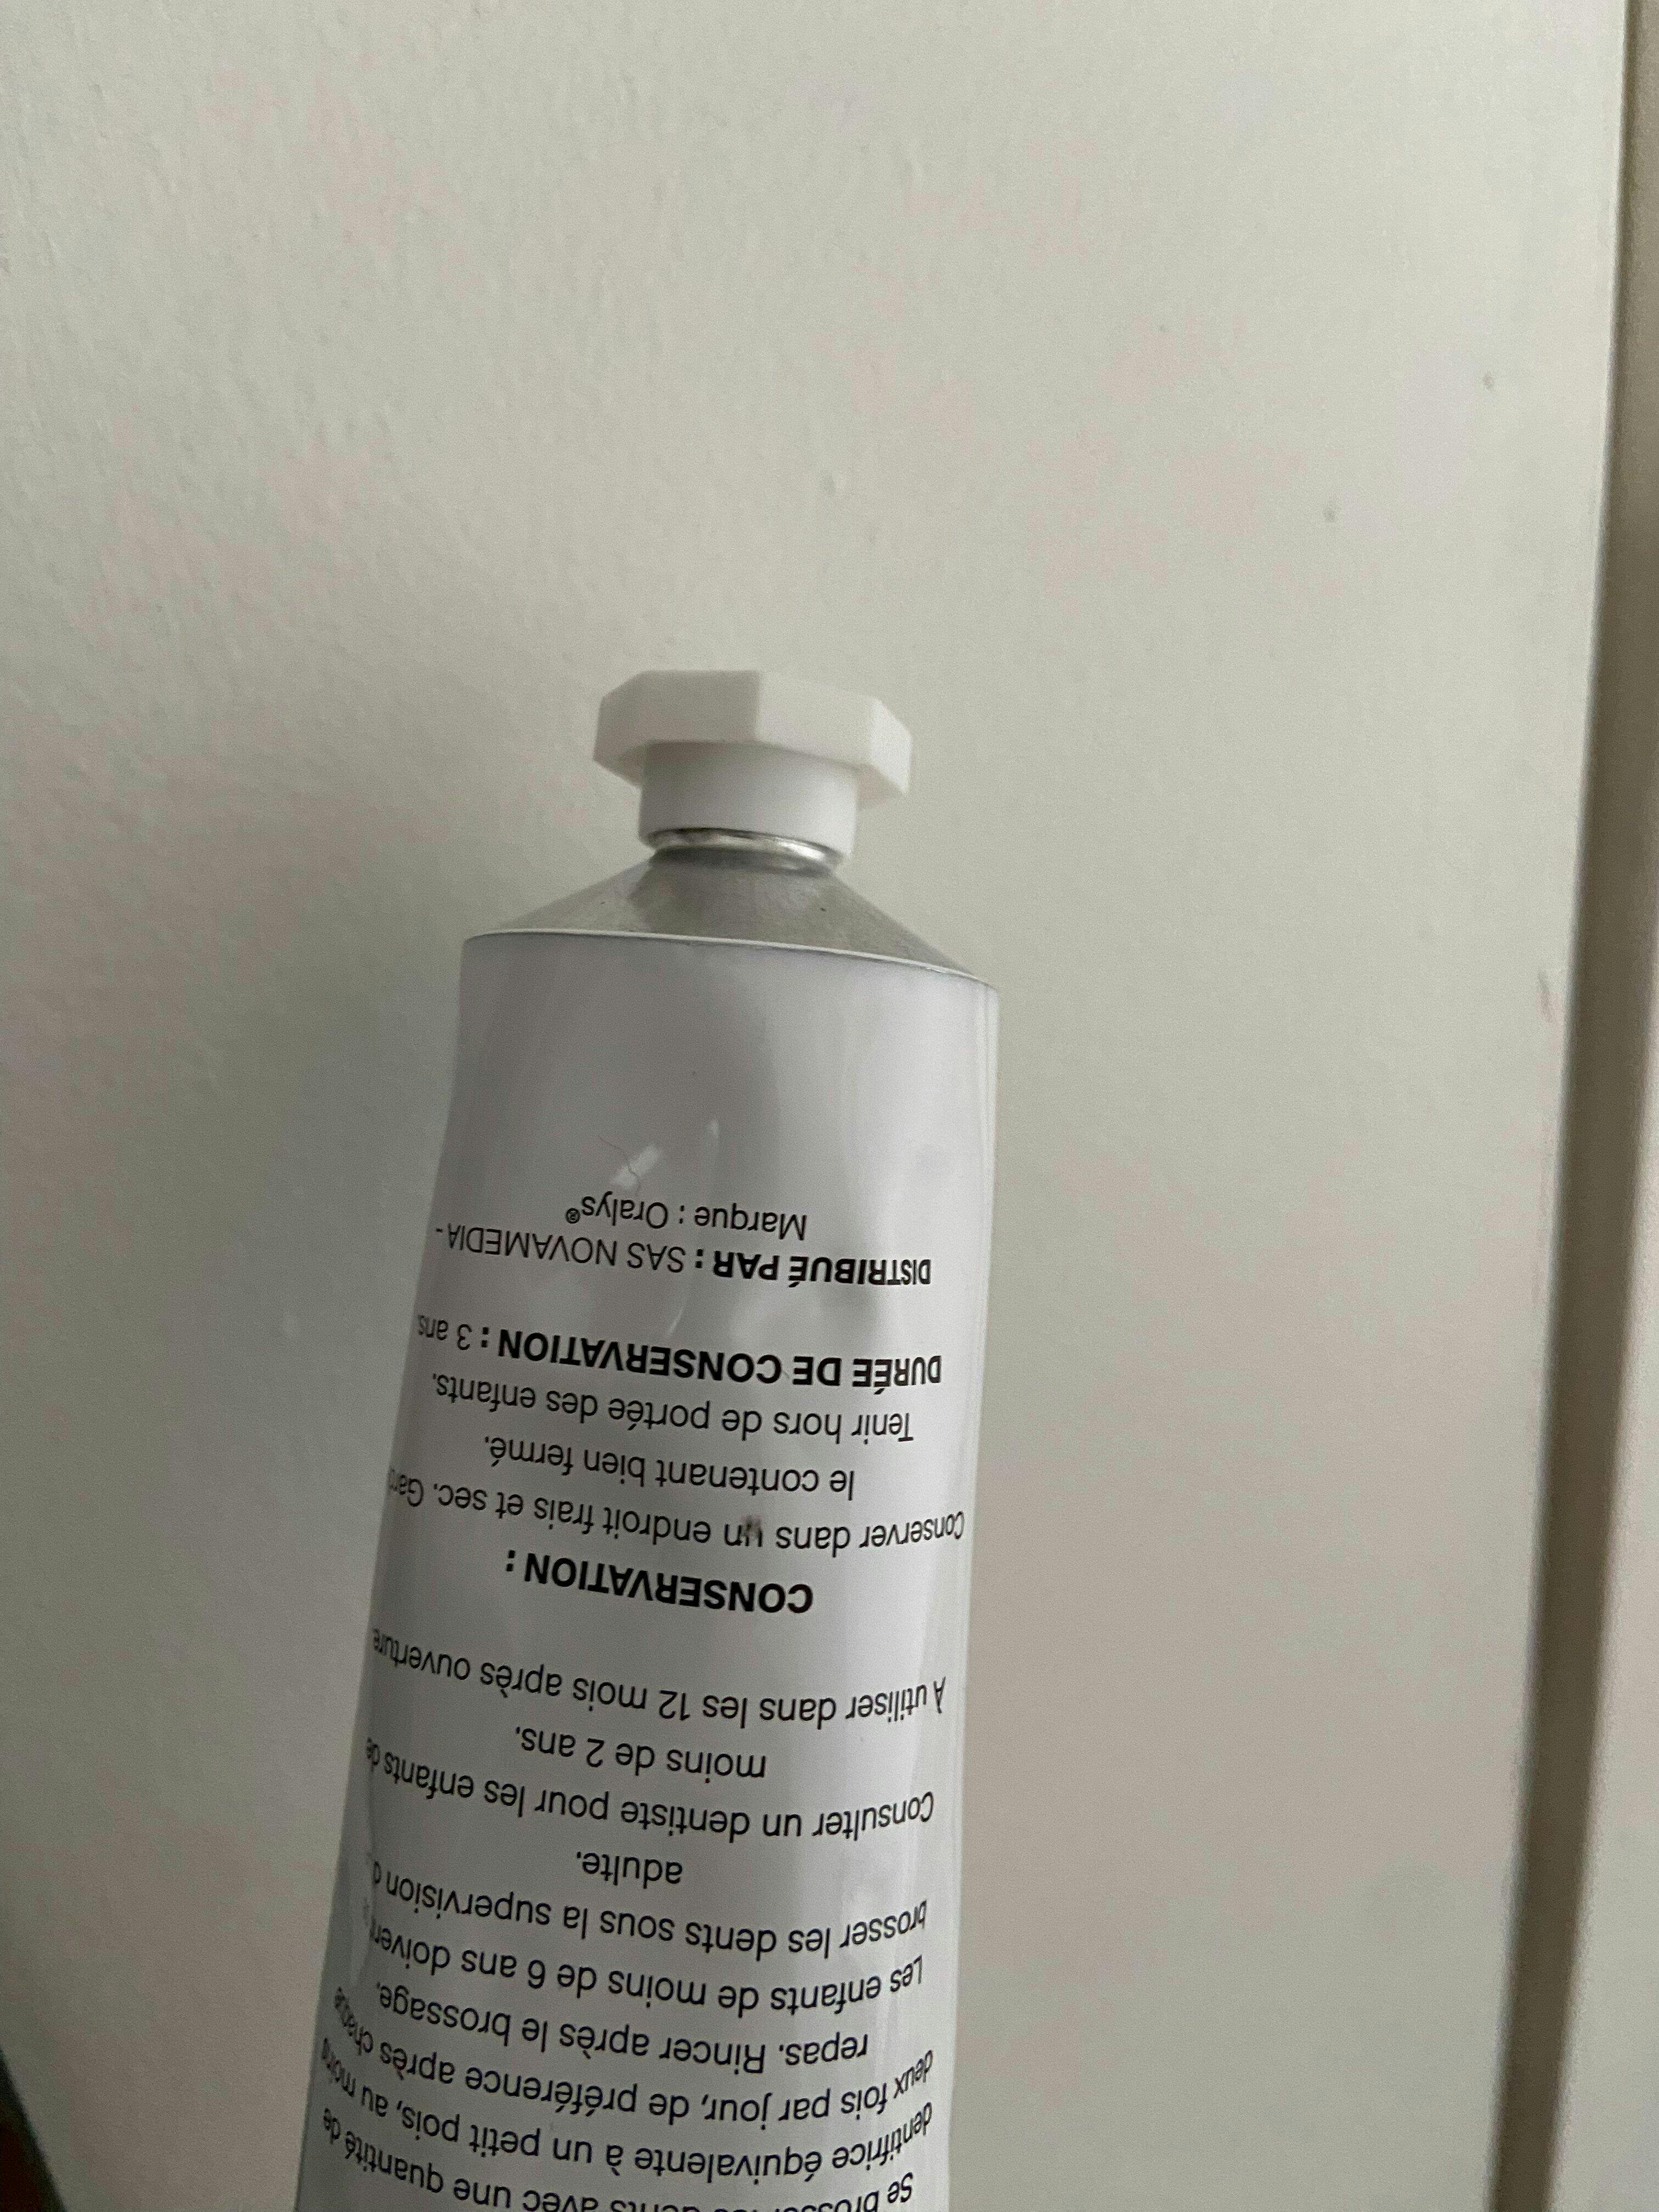 Se brosser les dents avec une quantité de
dentifrice équivalente à un petit pois, au moins
deux fois par jour, de préférence après chaque
repas. Rincer après le brossage.
Les enfants de moins de 6 ans doivent
brosser les dents sous la supervision
adulte.
Consulter un dentiste pour les enfants de
moins de 2 ans.
À utiliser dans les 12 mois après ouverture
CONSERVATION :
Conserver dans un endroit frais et sec.
le contenant bien fermé.
Tenir hors de portée des enfants.
DURÉE DE CONSERVATION : 3 ans
DISTRIBUÉ PAR : SAS NOVAMEDIA -
Marque : Oralys®